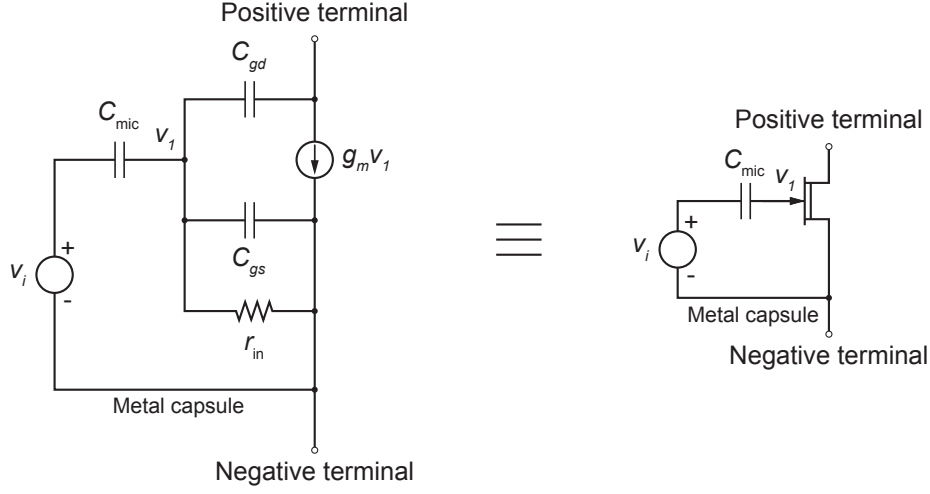 Positive terminal
C_gd
C_mic
v_1
g_m v_1
+
v_i
-
C_gs
r_in
Metal capsule
Negative terminal
Positive terminal
C_mic
v_1
+
v_i
-
Metal capsule
Negative terminal